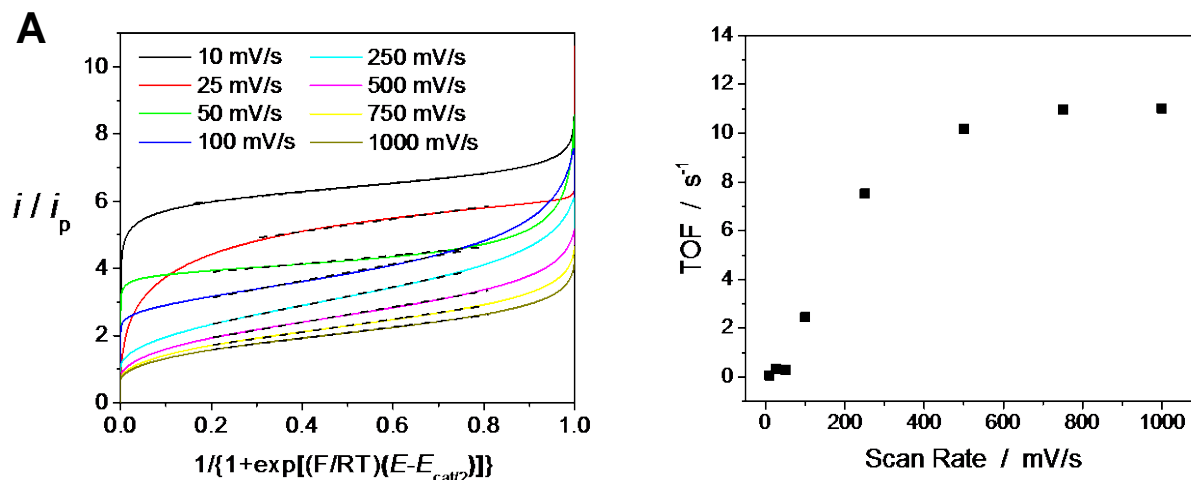 A
10 mV/s
250 mV/s
25 mV/s
500 mV/s
50 mV/s
750 mV/s
100 mV/s
1000 mV/s
10
8
6
4
2
0
i / i_p
0.0 0.2 0.4 0.6 0.8 1.0
1/{1+exp[(F/RT)(E-E_cat/2)]}
14
12
10
8
6
4
2
0
TOF / s⁻¹
0 200 400 600 800 1000
Scan Rate / mV/s